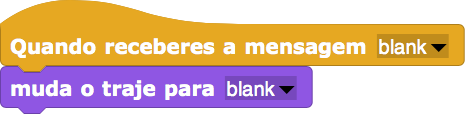 Quando receberes a mensagem blank
muda o traje para blank